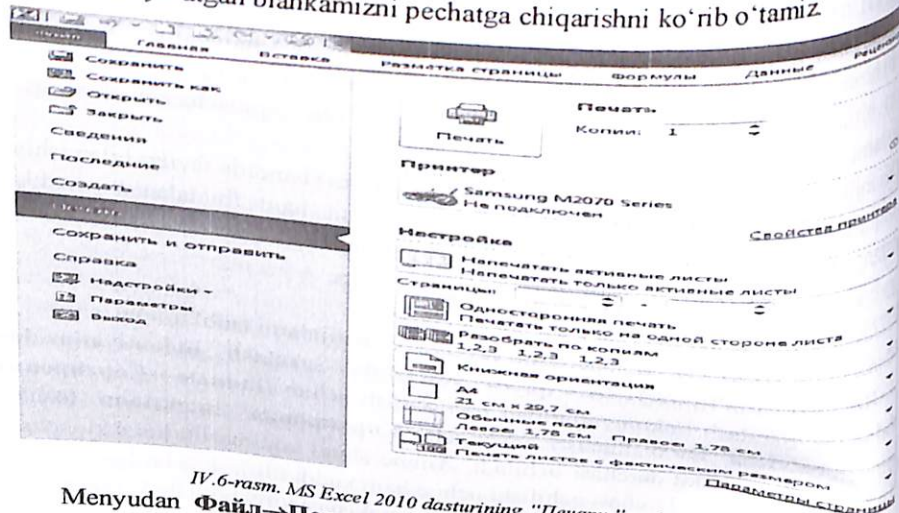 blankamizni pechatga chiqarishni ko‘rib o‘tamiz
Главная Вставка Разметка страницы Формулы Данные
Сохранить
Сохранить как
Открыть
Закрыть
Сведения
Последние
Создать
Печать
Сохранить и отправить
Справка
Надстройки
Параметры
Выход
Печать
Печать
Копии: 1
Принтер
Samsung M2070 Series
Не подключен
Свойства принтера
Настройка
Напечатать активные листы
Напечатать только активные листы
Страницы: -
Односторонняя печать
Печать только на одной стороне листа
Разобрать по копиям
1,2,3 1,2,3 1,2,3
Книжная ориентация
A4
21 см x 29,7 см
Обычные поля
Левое: 1,78 см Правое: 1,78 см
Текущий
Печать листов с фактическим размером
Параметры страницы
IV.6-rasm. MS Excel 2010 dasturining "Печать"
Menyudan Файл→